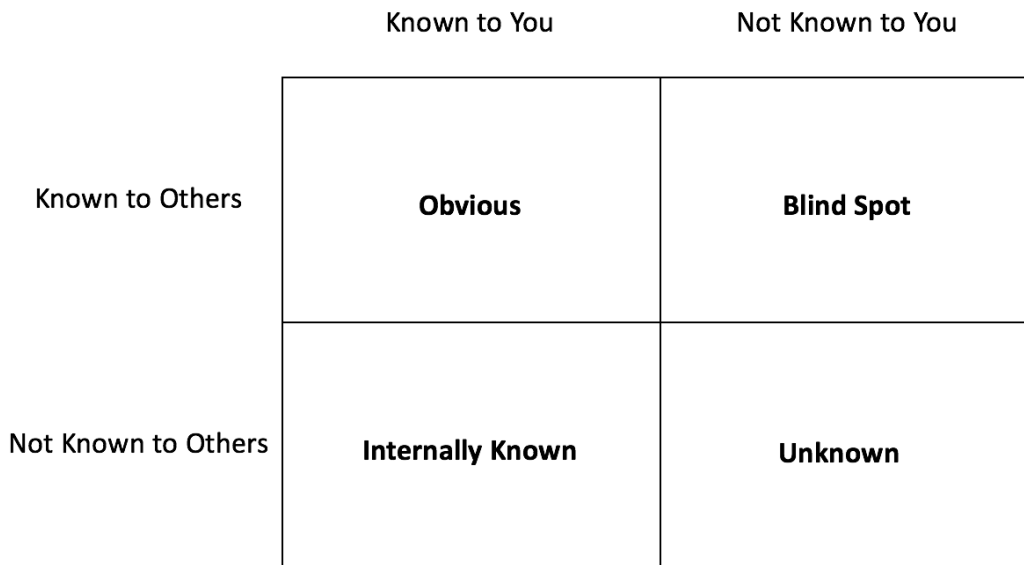 Known to You
Not Known to You
Known to Others
Obvious
Blind Spot
Not Known to Others
Internally Known
Unknown